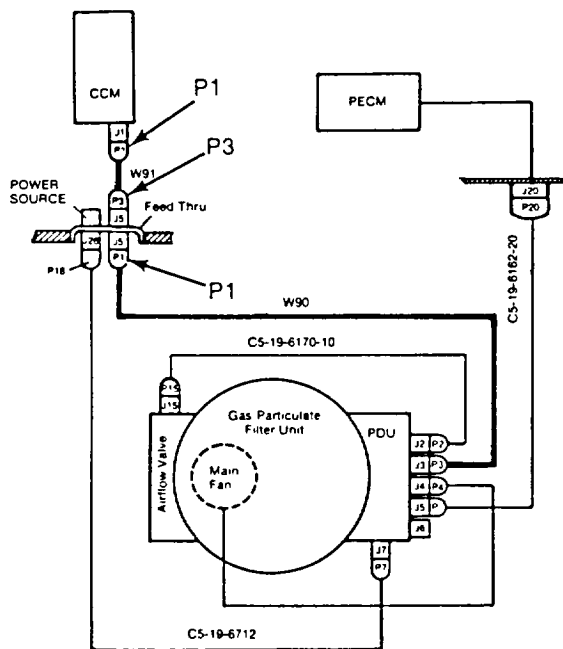 CCM
P1
PECM
J1
P1
W91
P3
POWER
SOURCE
P3
J5
Feed Thru
J20
P20
J5
P18
P1
P1
W90
C5-19-6162-20
C5-19-6170-10
J15
Airflow Valve
Gas Particulate
Filter Unit
Main
Fan
PDU
J2 P2
J3 P3
J4 P4
J5 P
J6
J7
P7
C5-19-6712